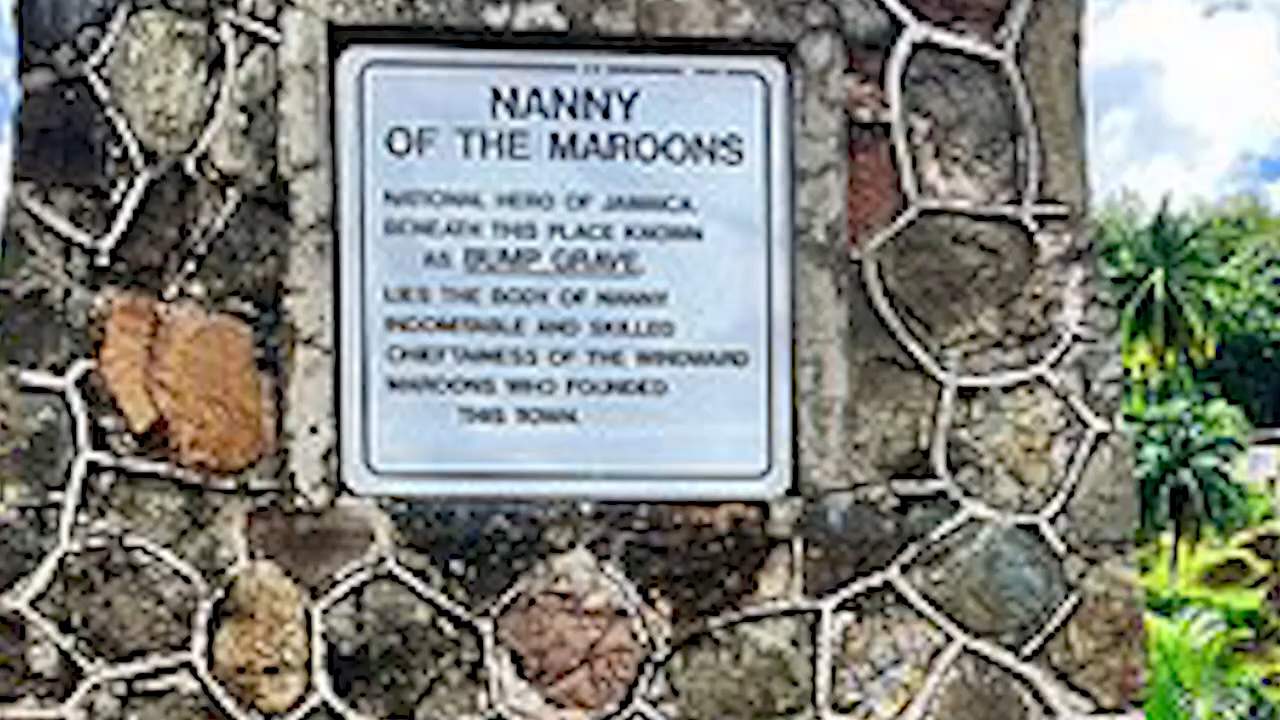 NANNY
OF THE MAROONS
NATIONAL HERO OF JAMAICA
BENEATH THIS PLACE KNOWN
AS BUMP GRAVE
LIES THE BODY OF NANNY
INDOMITABLE AND SKILLED
CHIEFTAINESS OF THE WINDWARD
MAROONS WHO FOUNDED
THIS TOWN